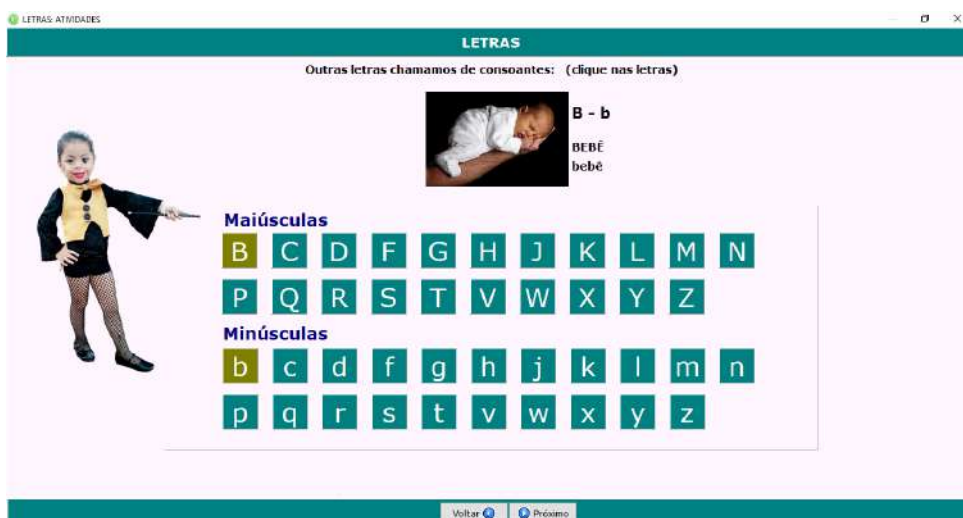 LETRAS: ATIVIDADES
LETRAS
Outras letras chamamos de consoantes: (clique nas letras)
B - b
BEBÊ
bebê
Maiúsculas
B C D F G H J K L M N
P Q R S T V W X Y Z
Minúsculas
b c d f g h j k l m n
p q r s t v w x y z
Voltar Próximo